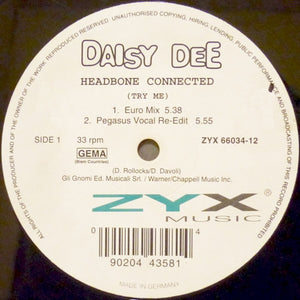 ALL RIGHTS OF THE PRODUCER AND OF THE OWNER OF THE WORK REPRODUCED RESERVED. UNAUTHORISED COPYING, HIRING, LENDING, PUBLIC PERFORMANCE AND BROADCASTING OF THIS RECORD PROHIBITED
DAISY DEE
HEADBONE CONNECTED
(TRY ME)
1. Euro Mix 5.38
2. Pegasus Vocal Re-Edit 5.55
SIDE 1
33 rpm
ZYX 66034-12
GEMA
(Biem Countries)
(D. Rollocks/D. Davoli)
Gli Gnomi Ed. Musicali Srl. / Warner/Chappell Music Inc.
ZYX
MUSIC
0 4
90204 43581
MADE IN GERMANY